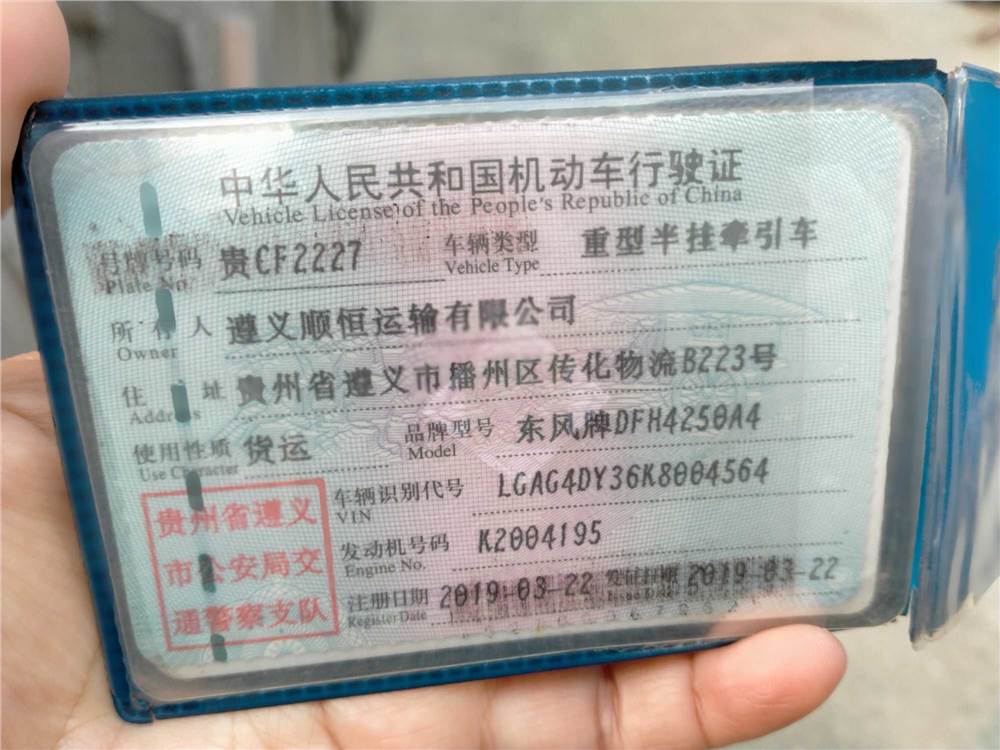 中华人民共和国机动车行驶证
Vehicle License of the People's Republic of China
号牌号码 贵CF2227 车辆类型 重型半挂牵引车
Plate No. Vehicle Type
所有人 遵义顺恒运输有限公司
Owner
住址 贵州省遵义市播州区传化物流B223号
Address
使用性质 货运 品牌型号 东风牌DFH4250A4
Use Character Model
车辆识别代号 LGAG4DY36K8004564
VIN
发动机号码 K2004195
Engine No.
注册日期 2019-03-22 发证日期 2019-03-22
Register Date Issue Date
贵州省遵义
市公安局交
通警察支队